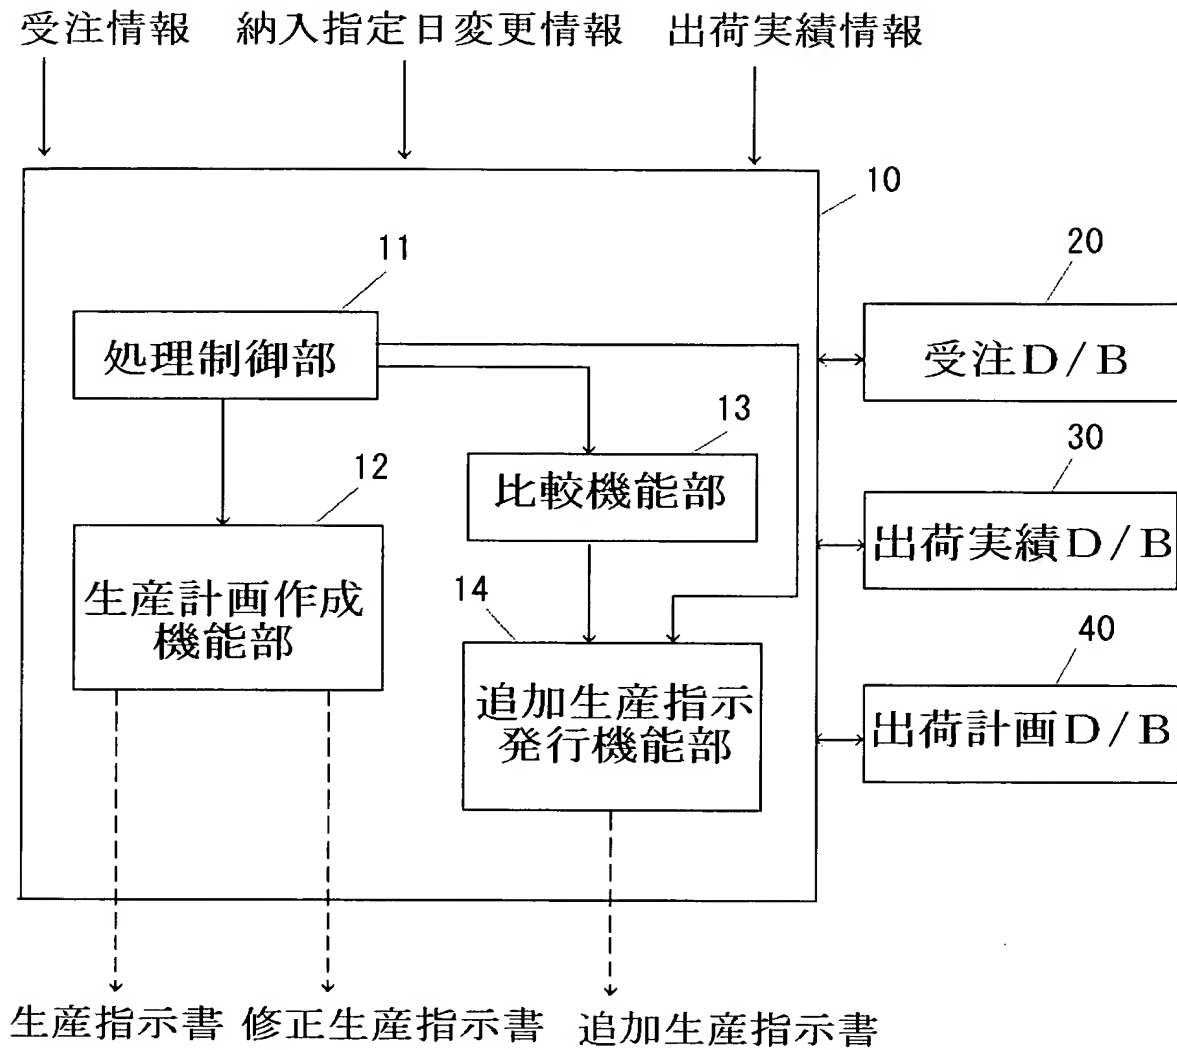 受注情報 納入指定日変更情報 出荷実績情報
10
11
20
処理制御部
受注D/B
13
12
30
比較機能部
出荷実績D/B
生産計画作成
機能部
14
40
追加生産指示
発行機能部
出荷計画D/B
生産指示書 修正生産指示書 追加生産指示書